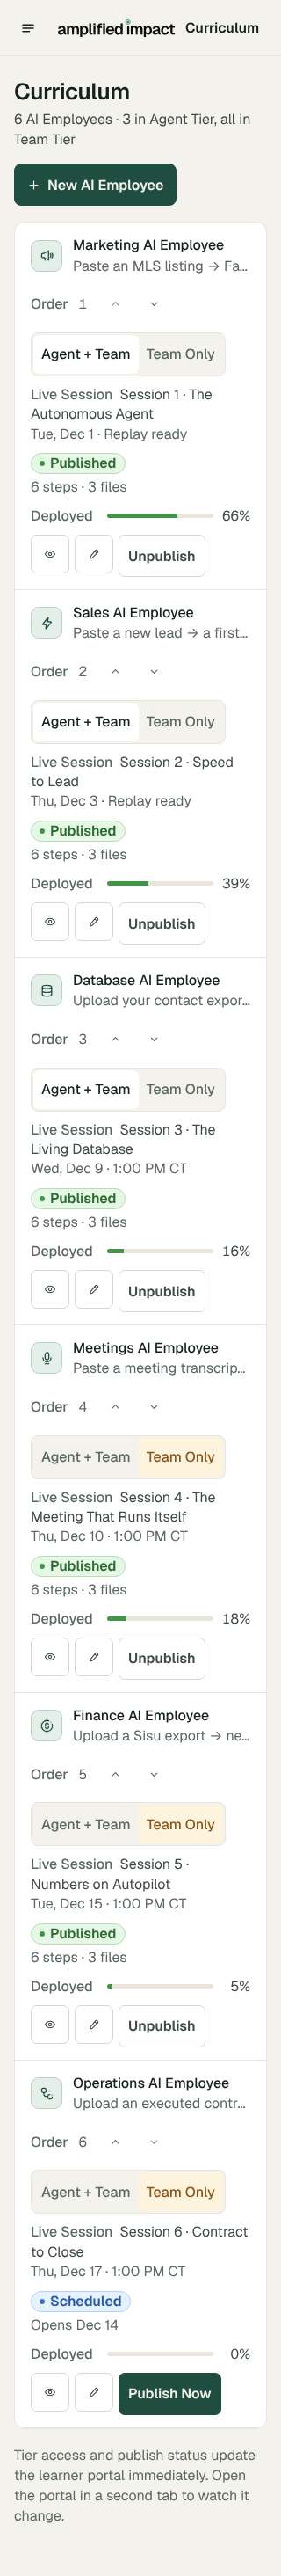 amplified impact Curriculum
Curriculum
6 AI Employees · 3 in Agent Tier, all in
Team Tier
+ New AI Employee
Marketing AI Employee
Paste an MLS listing → Fa...
Order 1
Agent + Team Team Only
Live Session Session 1 · The
Autonomous Agent
Tue, Dec 1 · Replay ready
Published
6 steps · 3 files
Deployed 66%
Unpublish
Sales AI Employee
Paste a new lead → a first...
Order 2
Agent + Team Team Only
Live Session Session 2 · Speed
to Lead
Thu, Dec 3 · Replay ready
Published
6 steps · 3 files
Deployed 39%
Unpublish
Database AI Employee
Upload your contact expor...
Order 3
Agent + Team Team Only
Live Session Session 3 · The
Living Database
Wed, Dec 9 · 1:00 PM CT
Published
6 steps · 3 files
Deployed 16%
Unpublish
Meetings AI Employee
Paste a meeting transcrip...
Order 4
Agent + Team Team Only
Live Session Session 4 · The
Meeting That Runs Itself
Thu, Dec 10 · 1:00 PM CT
Published
6 steps · 3 files
Deployed 18%
Unpublish
Finance AI Employee
Upload a Sisu export → ne...
Order 5
Agent + Team Team Only
Live Session Session 5 ·
Numbers on Autopilot
Tue, Dec 15 · 1:00 PM CT
Published
6 steps · 3 files
Deployed 5%
Unpublish
Operations AI Employee
Upload an executed contr...
Order 6
Agent + Team Team Only
Live Session Session 6 · Contract
to Close
Thu, Dec 17 · 1:00 PM CT
Scheduled
Opens Dec 14
Deployed 0%
Publish Now
Tier access and publish status update
the learner portal immediately. Open
the portal in a second tab to watch it
change.